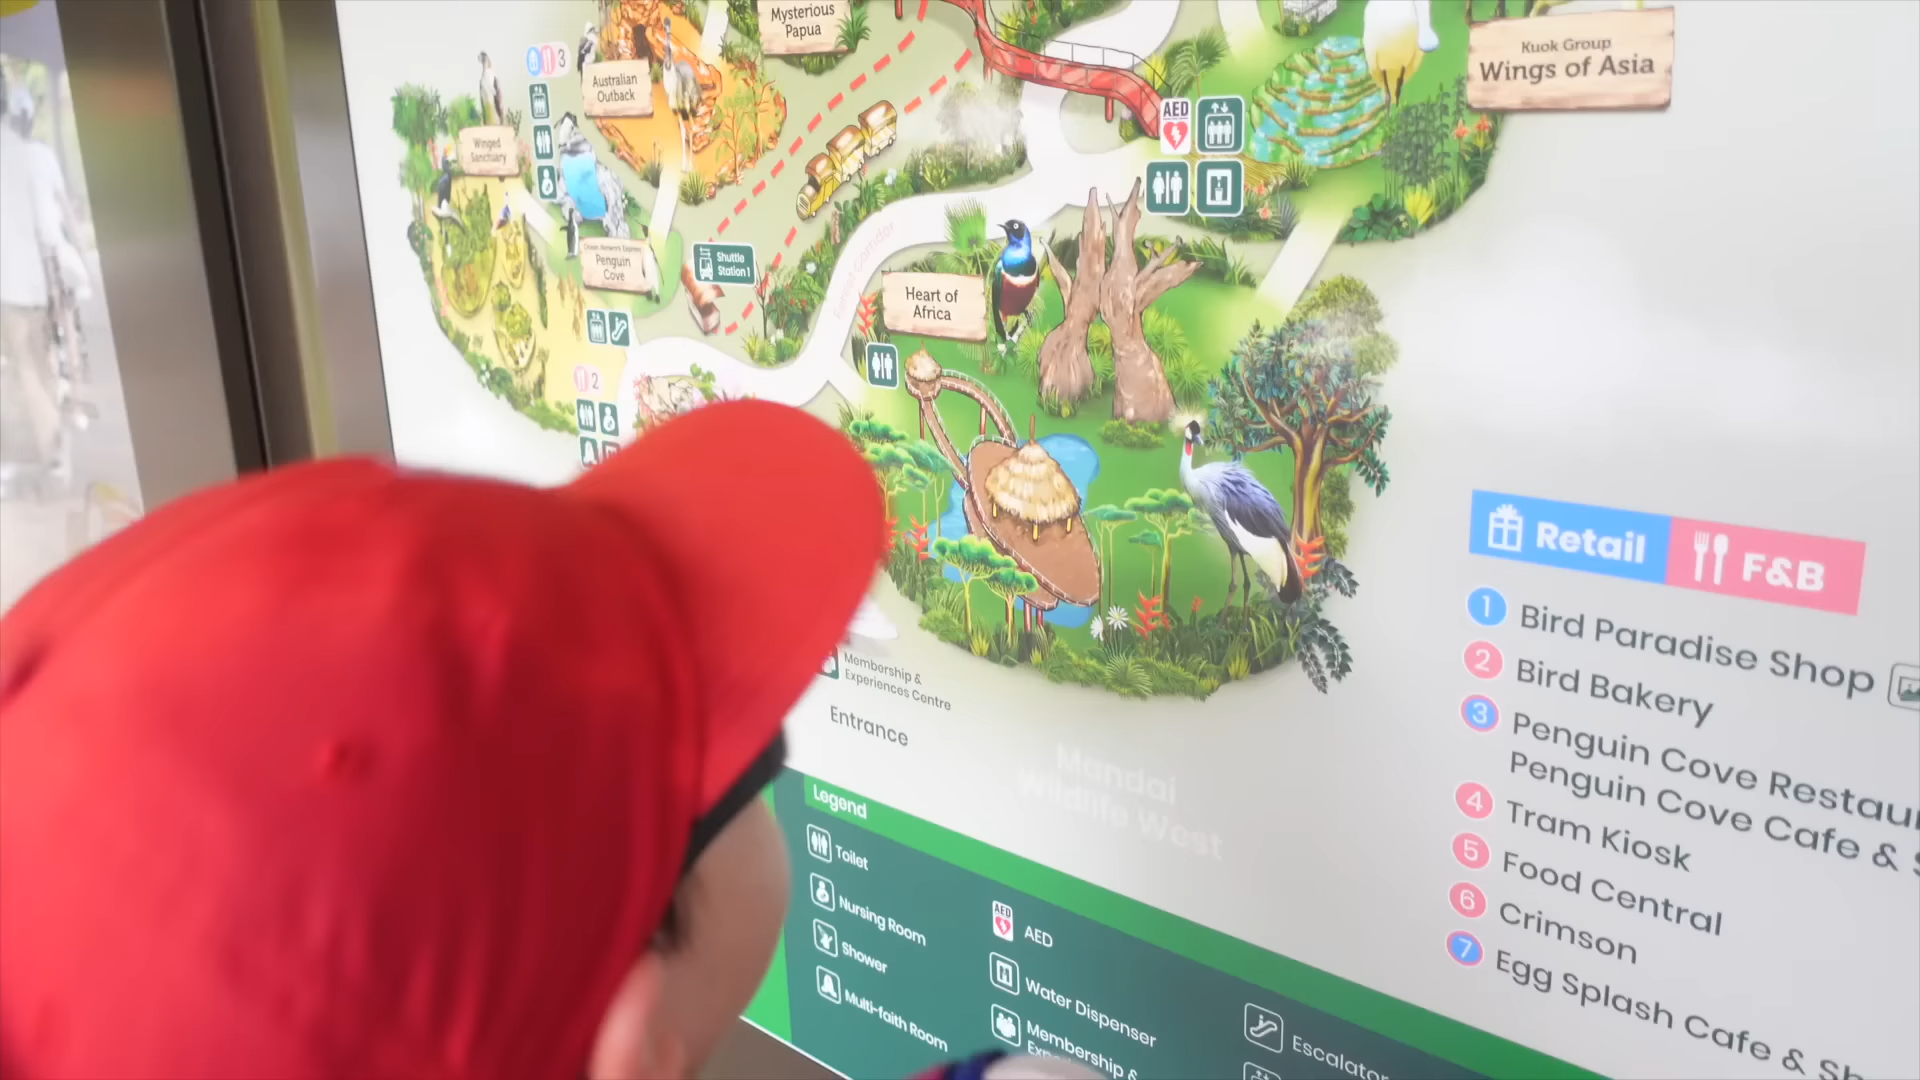 Mysterious
Papua
Kuok Group
Wings of Asia
3
Australian
Outback
AED
Winged
Sanctuary
Penguin
Cove
Shuttle
Station 1
Heart of
Africa
2
Retail
F&B
1 Bird Paradise Shop
2 Bird Bakery
3 Penguin Cove Restau
Penguin Cove Cafe &
4 Tram Kiosk
5 Food Central
6 Crimson
7 Egg Splash Cafe & Sh
Membership &
Experiences Centre
Entrance
Mandai
Wildlife West
Legend
Toilet
Nursing Room
Shower
Multi-faith Room
AED
AED
Water Dispenser
Membership &
Escalator